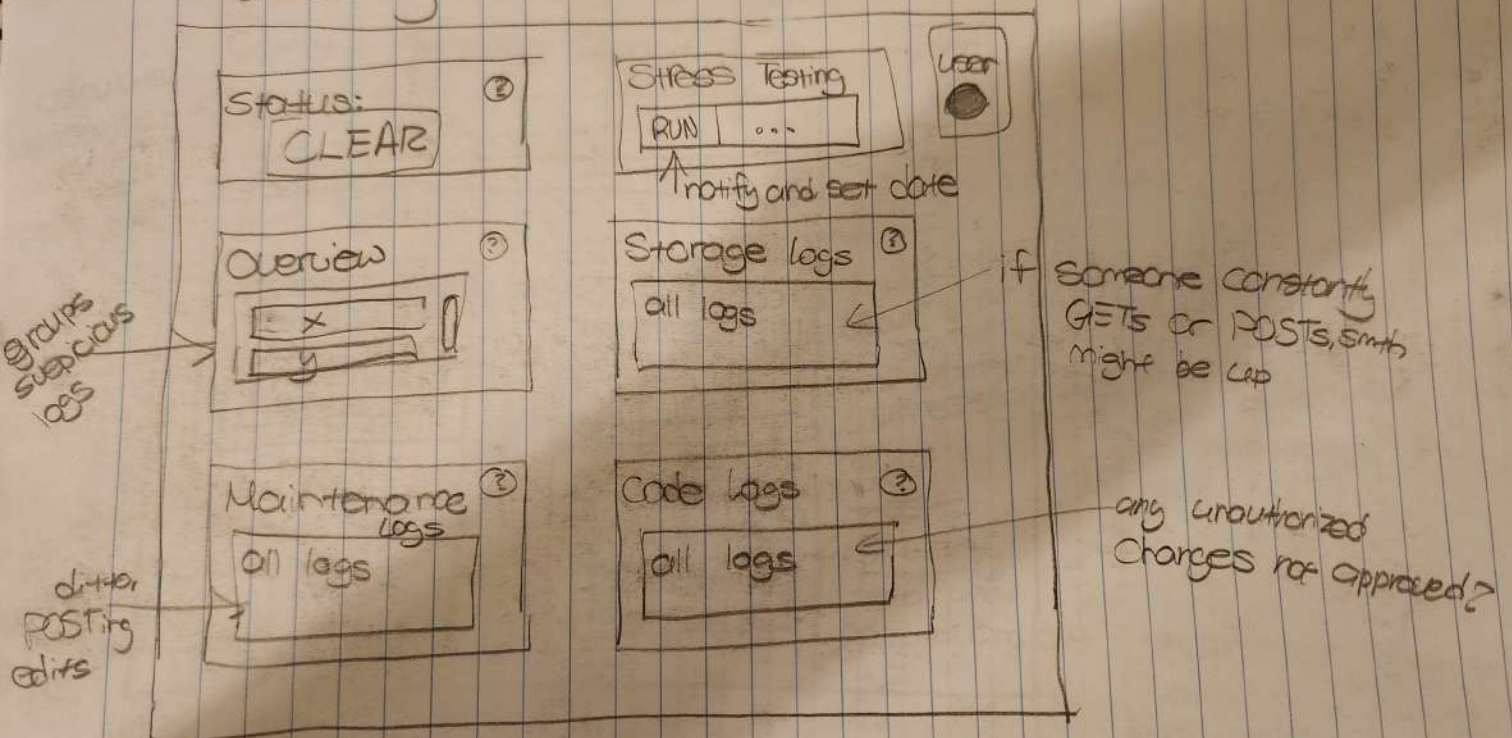 Status:
CLEAR
?
Stress Testing
RUN
...
notify and set date
user
Overview
?
x
y
groups
suspicious
logs
Storage logs
?
all logs
if someone constantly
GETs or POSTs, smth
might be cap
Maintenance
Logs
?
all logs
ditto,
POSTing
edits
Code Logs
?
all logs
any unauthorized
changes not approved?